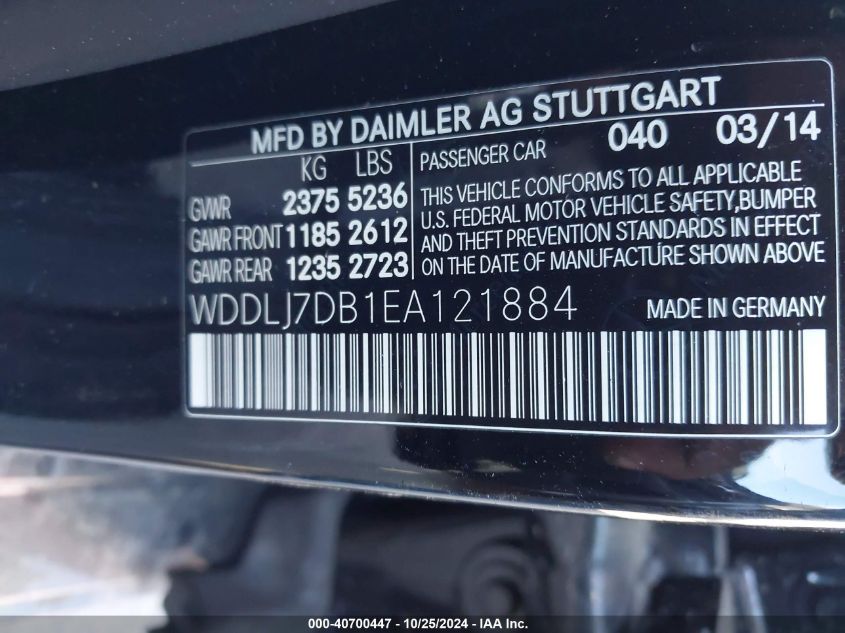 MFD BY DAIMLER AG STUTTGART
KG LBS
GVWR 2375 5236
GAWR FRONT 1185 2612
GAWR REAR 1235 2723
PASSENGER CAR 040 03/14
THIS VEHICLE CONFORMS TO ALL APPLICABLE
U.S. FEDERAL MOTOR VEHICLE SAFETY,BUMPER
AND THEFT PREVENTION STANDARDS IN EFFECT
ON THE DATE OF MANUFACTURE SHOWN ABOVE
WDDLJ7DB1EA121884 MADE IN GERMANY
000-40700447 - 10/25/2024 - IAA Inc.